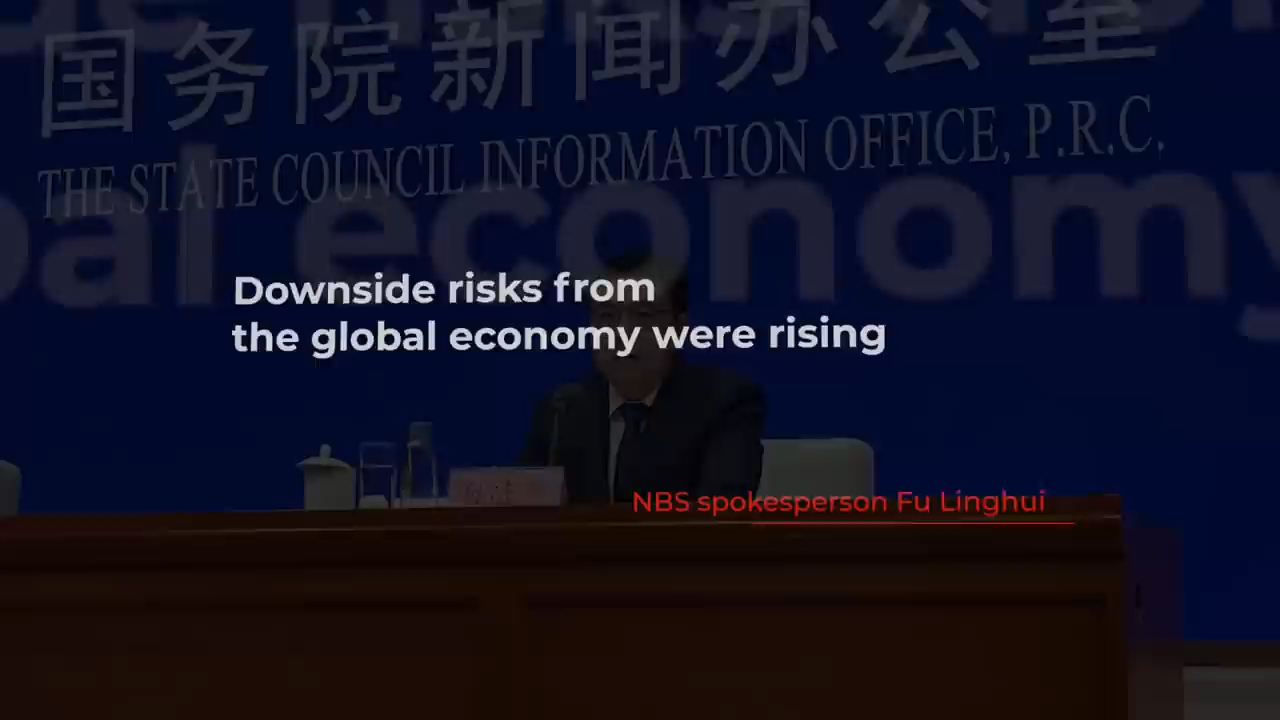 国务院新闻办公室
THE STATE COUNCIL INFORMATION OFFICE, P.R.C.
economy
Downside risks from
the global economy were rising
NBS spokesperson Fu Linghui